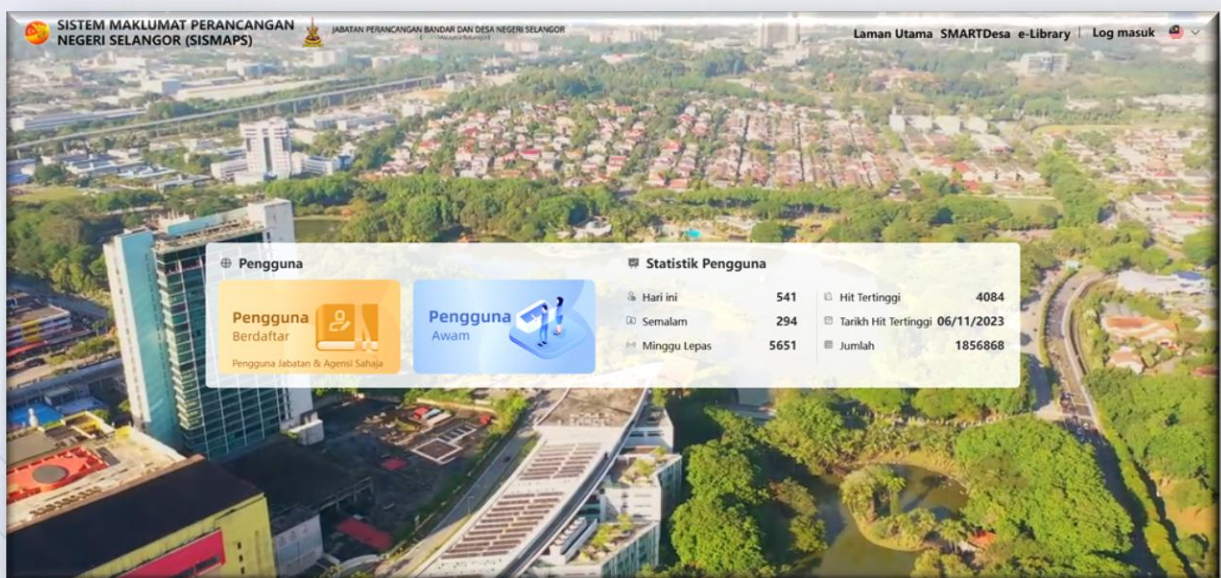 SISTEM MAKLUMAT PERANCANGAN
NEGERI SELANGOR (SISMAPS)
JABATAN PERANCANGAN BANDAR DAN DESA NEGERI SELANGOR
Laman Utama SMARTDesa e-Library | Log masuk
Pengguna
Pengguna
Berdaftar
Pengguna Jabatan & Agensi Sahaja
Pengguna
Awam
Statistik Pengguna
Hari ini 541
Semalam 294
Minggu Lepas 5651
Hit Tertinggi 4084
Tarikh Hit Tertinggi 06/11/2023
Jumlah 1856868